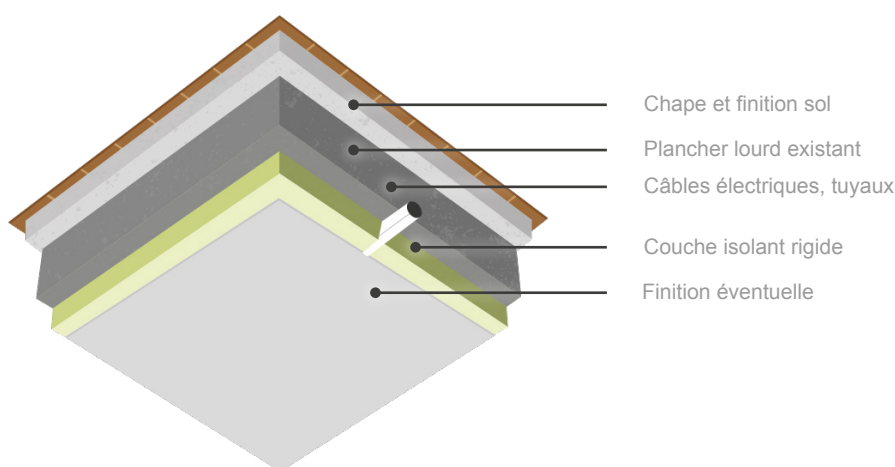 Chape et finition sol
Plancher lourd existant
Câbles électriques, tuyaux
Couche isolant rigide
Finition éventuelle